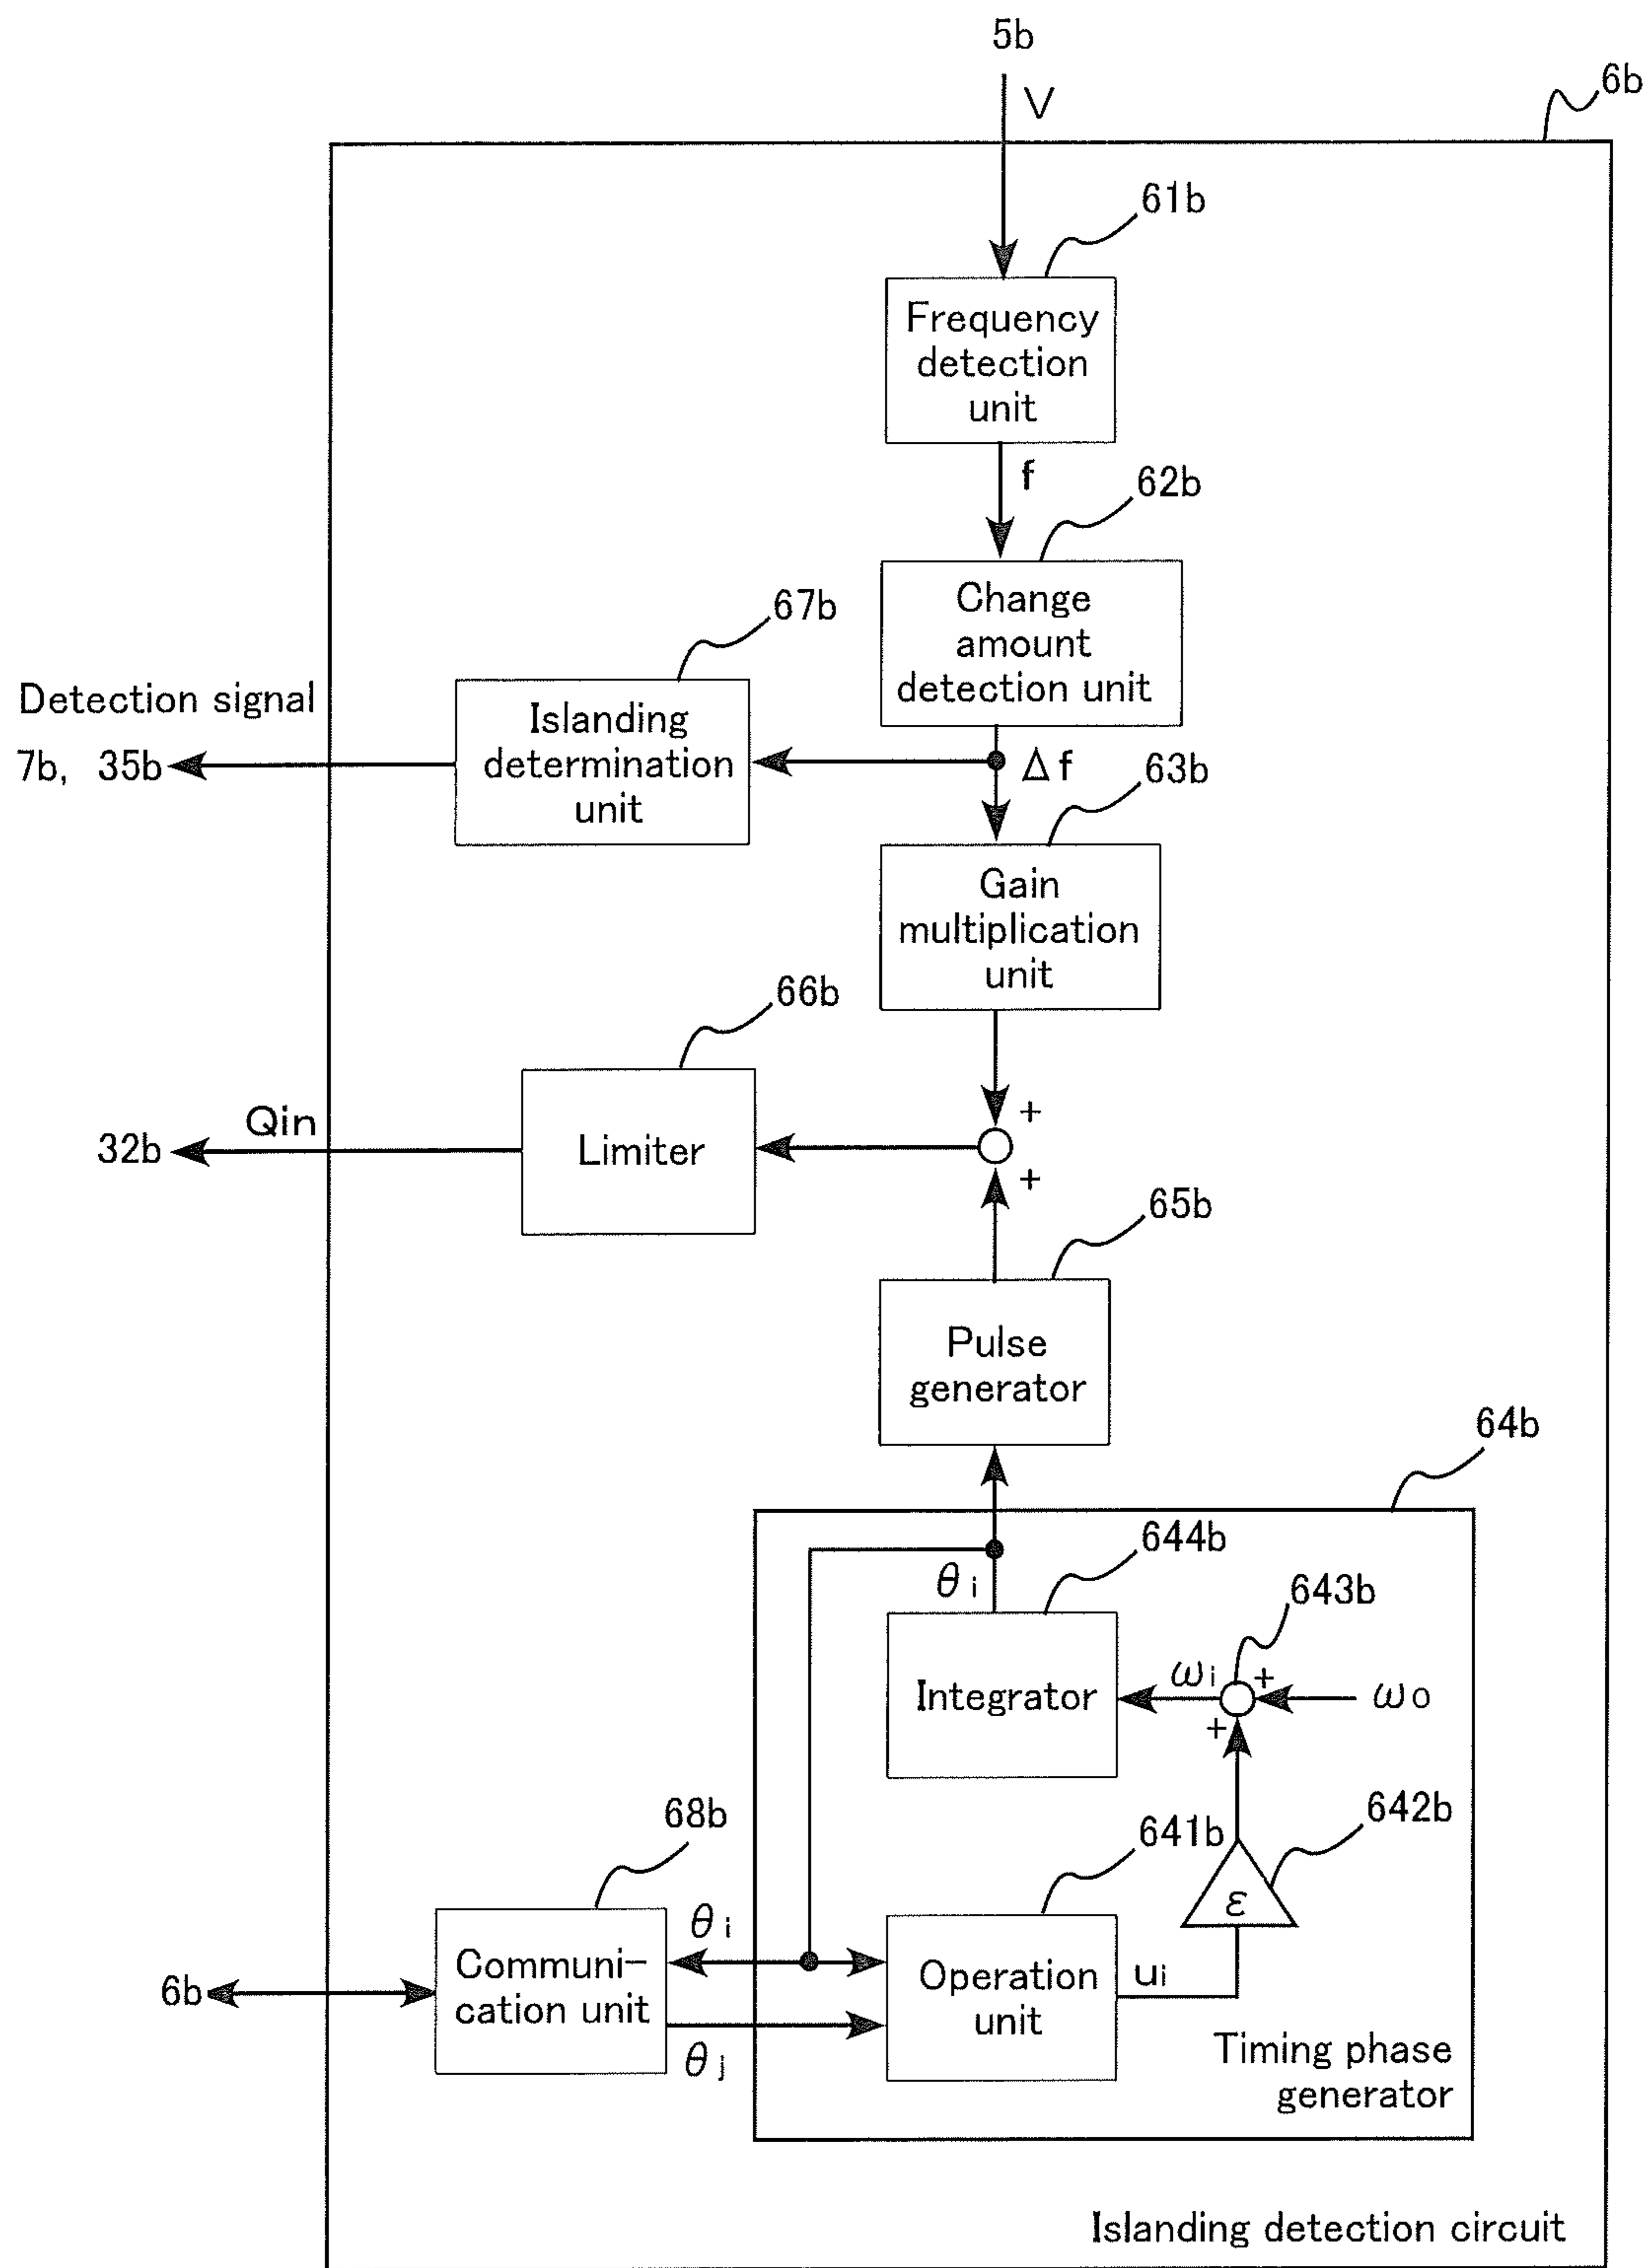 5b
V
6b
61b
Frequency
detection
unit
f
62b
Change
amount
detection unit
67b
Islanding
determination
unit
Detection signal
7b, 35b
Δf
63b
Gain
multiplication
unit
66b
Limiter
Qin
32b
+
+
65b
Pulse
generator
64b
644b
θi
643b
Integrator
ωi
+
ωo
+
68b
641b
642b
ε
θi
Communi-
cation unit
6b
θj
Operation
unit
ui
Timing phase
generator
Islanding detection circuit